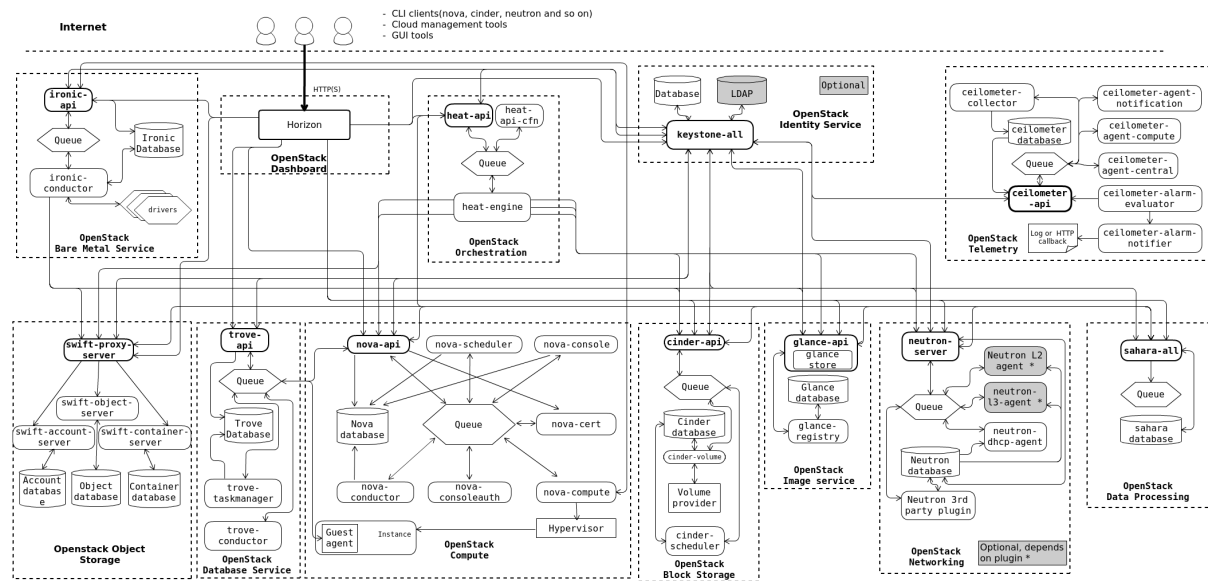 Internet
- CLI clients(nova, cinder, neutron and so on)
- Cloud management tools
- GUI tools
HTTP(S)
ironic-
api
Queue
Ironic
Database
ironic-
conductor
drivers
OpenStack
Bare Metal Service
Horizon
OpenStack
Dashboard
heat-api
heat-
api-cfn
Queue
heat-engine
OpenStack
Orchestration
Database
LDAP
Optional
OpenStack
Identity Service
keystone-all
ceilometer-
collector
ceilometer-agent-
notification
ceilometer
database
ceilometer-
agent-compute
Queue
ceilometer-
agent-central
ceilometer
-api
ceilometer-alarm-
evaluator
Log or HTTP
callback
ceilometer-alarm-
notifier
OpenStack
Telemetry
swift-proxy-
server
swift-object-
server
swift-account-
server
swift-container-
server
Account
databas
e
Object
database
Container
database
Openstack Object
Storage
trove-
api
Queue
Trove
Database
trove-
taskmanager
trove-
conductor
OpenStack
Database Service
nova-api
nova-scheduler
nova-console
Nova
database
Queue
nova-cert
nova-
conductor
nova-
consoleauth
nova-compute
Hypervisor
Guest
agent
Instance
OpenStack
Compute
cinder-api
Queue
Cinder
database
cinder-volume
Volume
provider
cinder-
scheduler
OpenStack
Block Storage
glance-api
glance
store
Glance
database
glance-
registry
OpenStack
Image service
neutron-
server
Neutron L2
agent *
neutron-
l3-agent *
Queue
neutron-
dhcp-agent
Neutron
database
Neutron 3rd
party plugin
OpenStack
Networking
Optional, depends
on plugin *
sahara-all
Queue
sahara
database
OpenStack
Data Processing